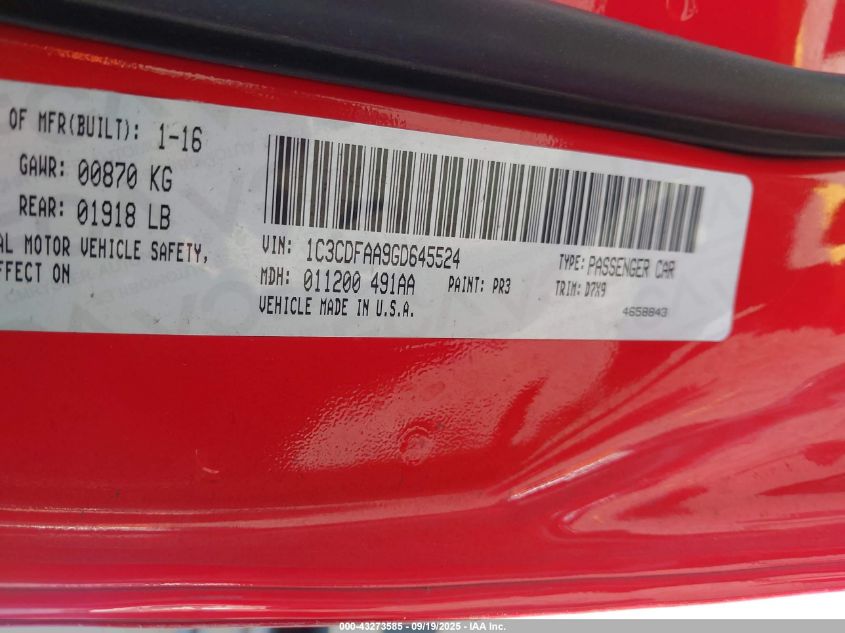 OF MFR(BUILT): 1-16
GAWR: 00870 KG
REAR: 01918 LB
AL MOTOR VEHICLE SAFETY,
FFECT ON
VIN: 1C3CDFAA9GD645524
TYPE: PASSENGER CAR
MDH: 011200 491AA PAINT: PR3 TRIM: D7X9
VEHICLE MADE IN U.S.A.
4658843
000-43273585 - 09/19/2025 - IAA Inc.